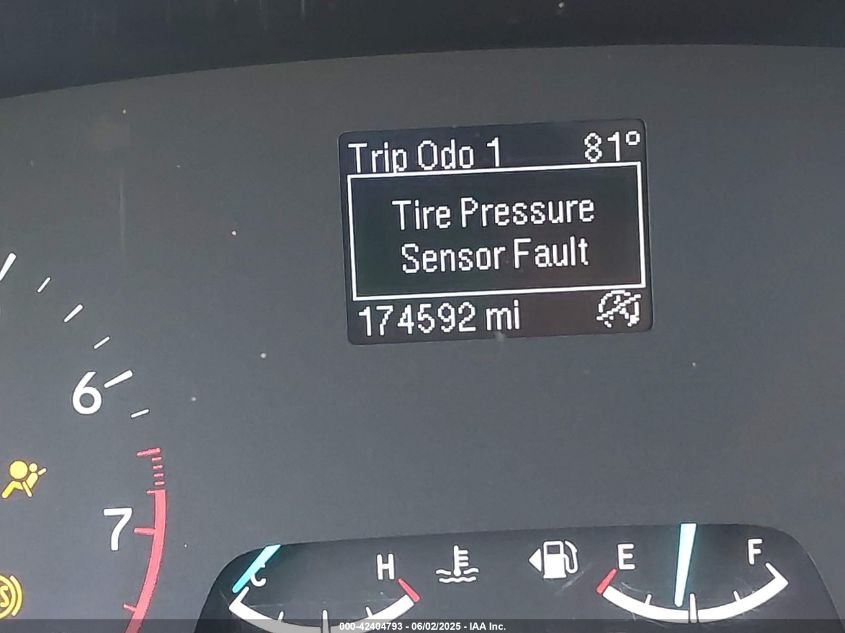 Trip Odo 1 81°
Tire Pressure
Sensor Fault
174592 mi
6
7
C H
E F
000-42404793 - 06/02/2025 - IAA Inc.